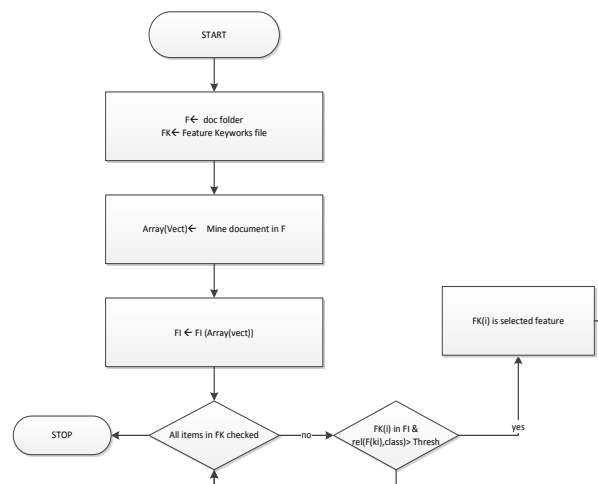 START
F← doc folder
FK← Feature Keyworks file
Array(Vect)← Mine document in F
FI ← FI (Array(vect))
FK(i) is selected feature
STOP
All items in FK checked
no
FK(i) in FI &
rel(F(ki),class)> Thresh
yes